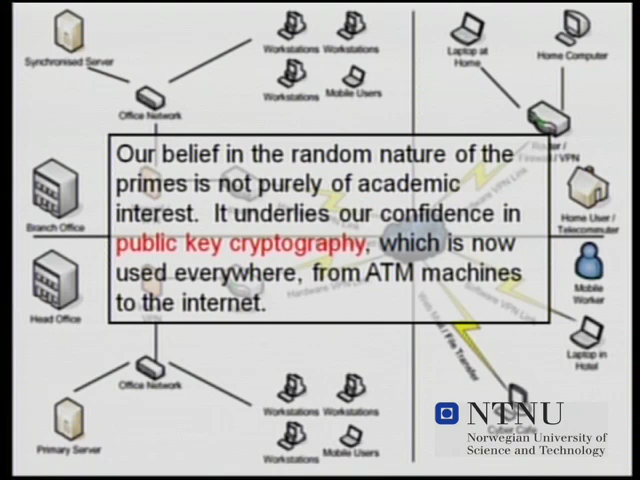 Synchronised Server
Office Network
Workstations
Workstations
Workstations
Mobile Users
Laptop at
Home
Home Computer
Our belief in the random nature of the
primes is not purely of academic
interest. It underlies our confidence in
public key cryptography, which is now
used everywhere, from ATM machines
to the internet.
Branch Office
Head Office
Home User /
Telecommuter
Mobile
Worker
Laptop in
Hotel
Office Network
Workstations
Workstations
Workstations
Mobile Users
Primary Server
/ File Transfer
Cyber Cafe
NTNU
Norwegian University of
Science and Technology